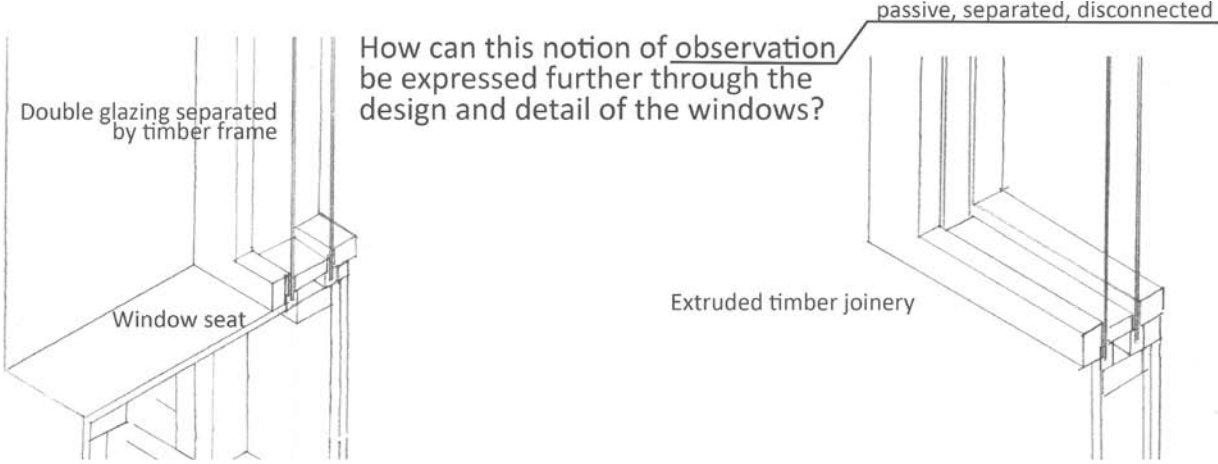 passive, separated, disconnected
How can this notion of observation
be expressed further through the
design and detail of the windows?
Double glazing separated
by timber frame
Window seat
Extruded timber joinery